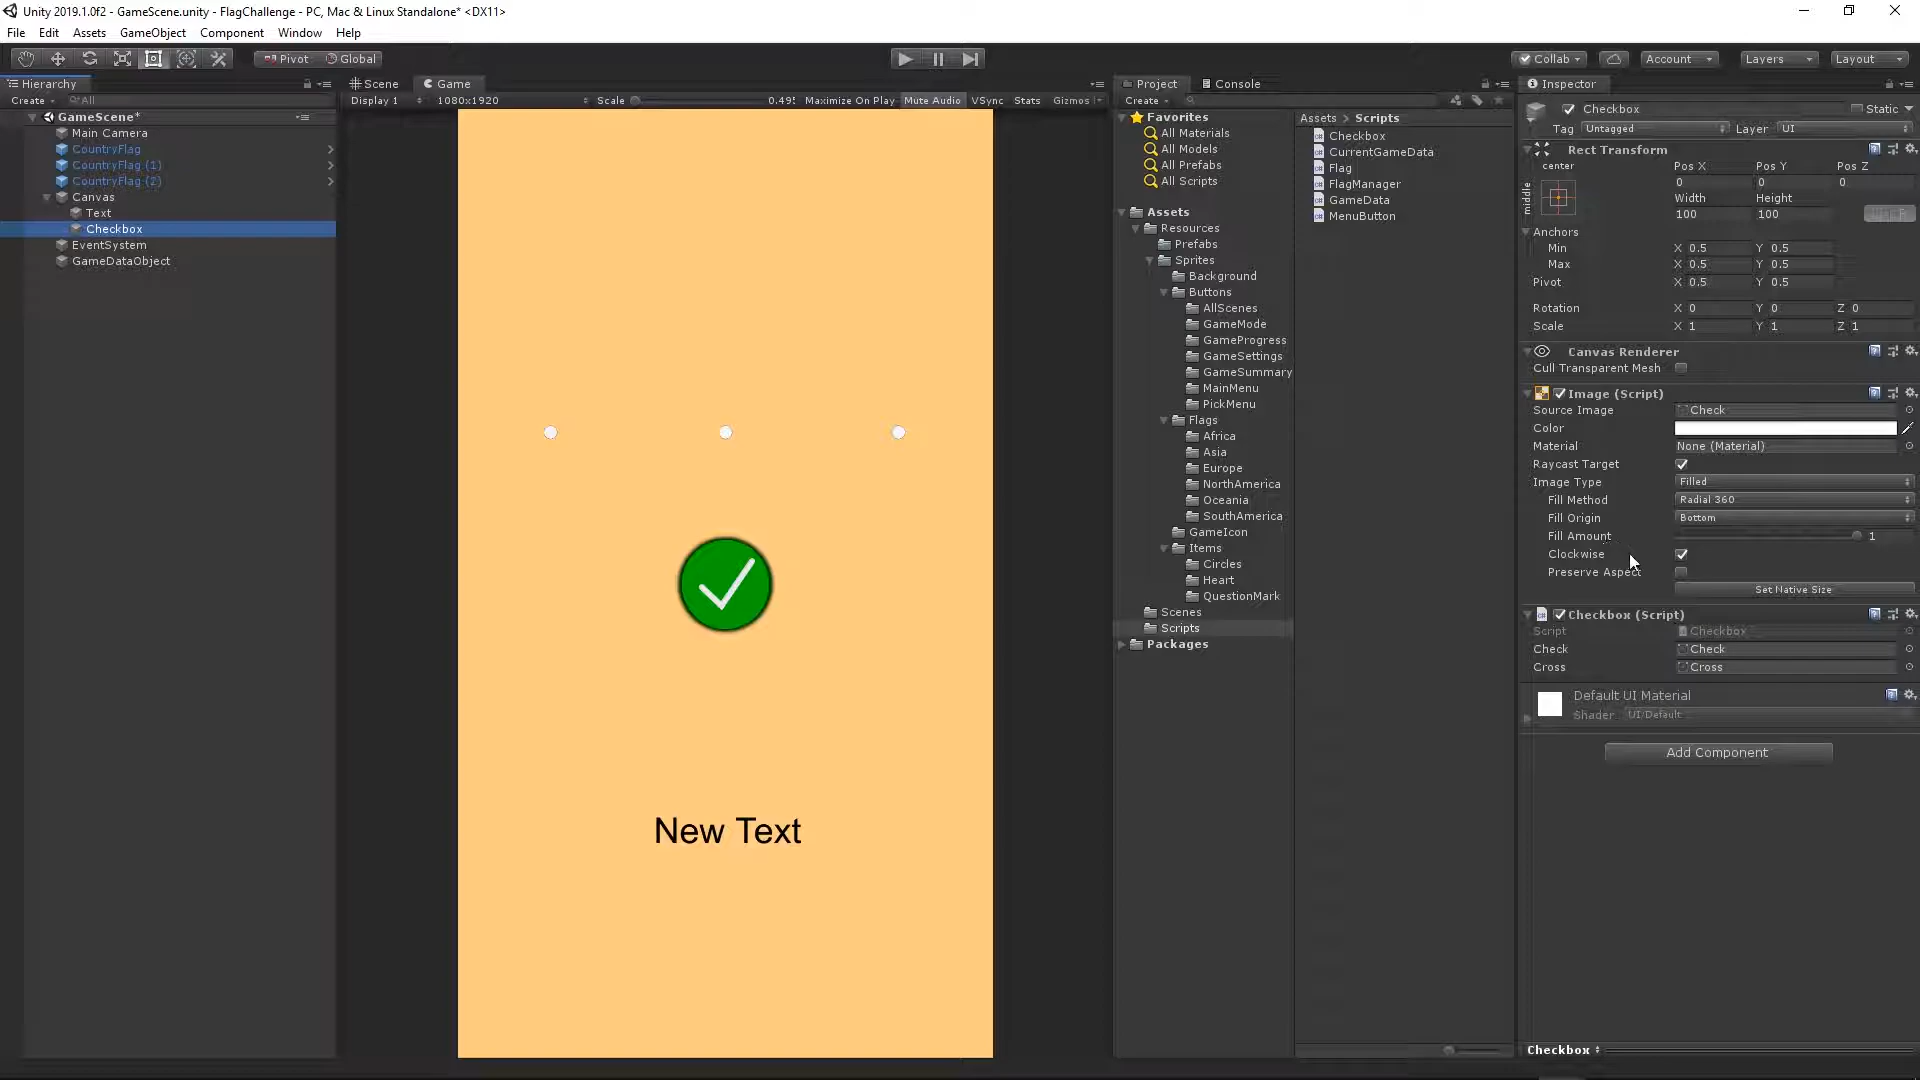 Unity 2019.1.0f2 - GameScene.unity - FlagChallenge - PC, Mac & Linux Standalone* <DX11>
File Edit Assets GameObject Component Window Help
Pivot Global Collab Account Layers Layout
Hierarchy
Create All
GameScene*
Main Camera
CountryFlag
CountryFlag (1)
CountryFlag (2)
Canvas
Text
Checkbox
EventSystem
GameDataObject
Scene Game
Display 1 1080x1920 Scale 0.49 Maximize On Play Mute Audio VSync Stats Gizmos
New Text
Project Console
Create
Favorites
All Materials
All Models
All Prefabs
All Scripts
Assets
Resources
Prefabs
Sprites
Background
Buttons
AllScenes
GameMode
GameProgress
GameSettings
GameSummary
MainMenu
PickMenu
Flags
Africa
Asia
Europe
NorthAmerica
Oceania
SouthAmerica
GameIcon
Items
Circles
Heart
QuestionMark
Scenes
Scripts
Packages
Assets > Scripts
Checkbox
CurrentGameData
Flag
FlagManager
GameData
MenuButton
Inspector
Checkbox Static
Tag Untagged Layer UI
Rect Transform
center Pos X Pos Y Pos Z
middle 0 0 0
Width Height
100 100
Anchors
Min X 0.5 Y 0.5
Max X 0.5 Y 0.5
Pivot X 0.5 Y 0.5
Rotation X 0 Y 0 Z 0
Scale X 1 Y 1 Z 1
Canvas Renderer
Cull Transparent Mesh
Image (Script)
Source Image Check
Color
Material None (Material)
Raycast Target
Image Type Filled
Fill Method Radial 360
Fill Origin Bottom
Fill Amount 1
Clockwise
Preserve Aspect
Set Native Size
Checkbox (Script)
Script Checkbox
Check Check
Cross Cross
Default UI Material
Shader UI/Default
Add Component
Checkbox